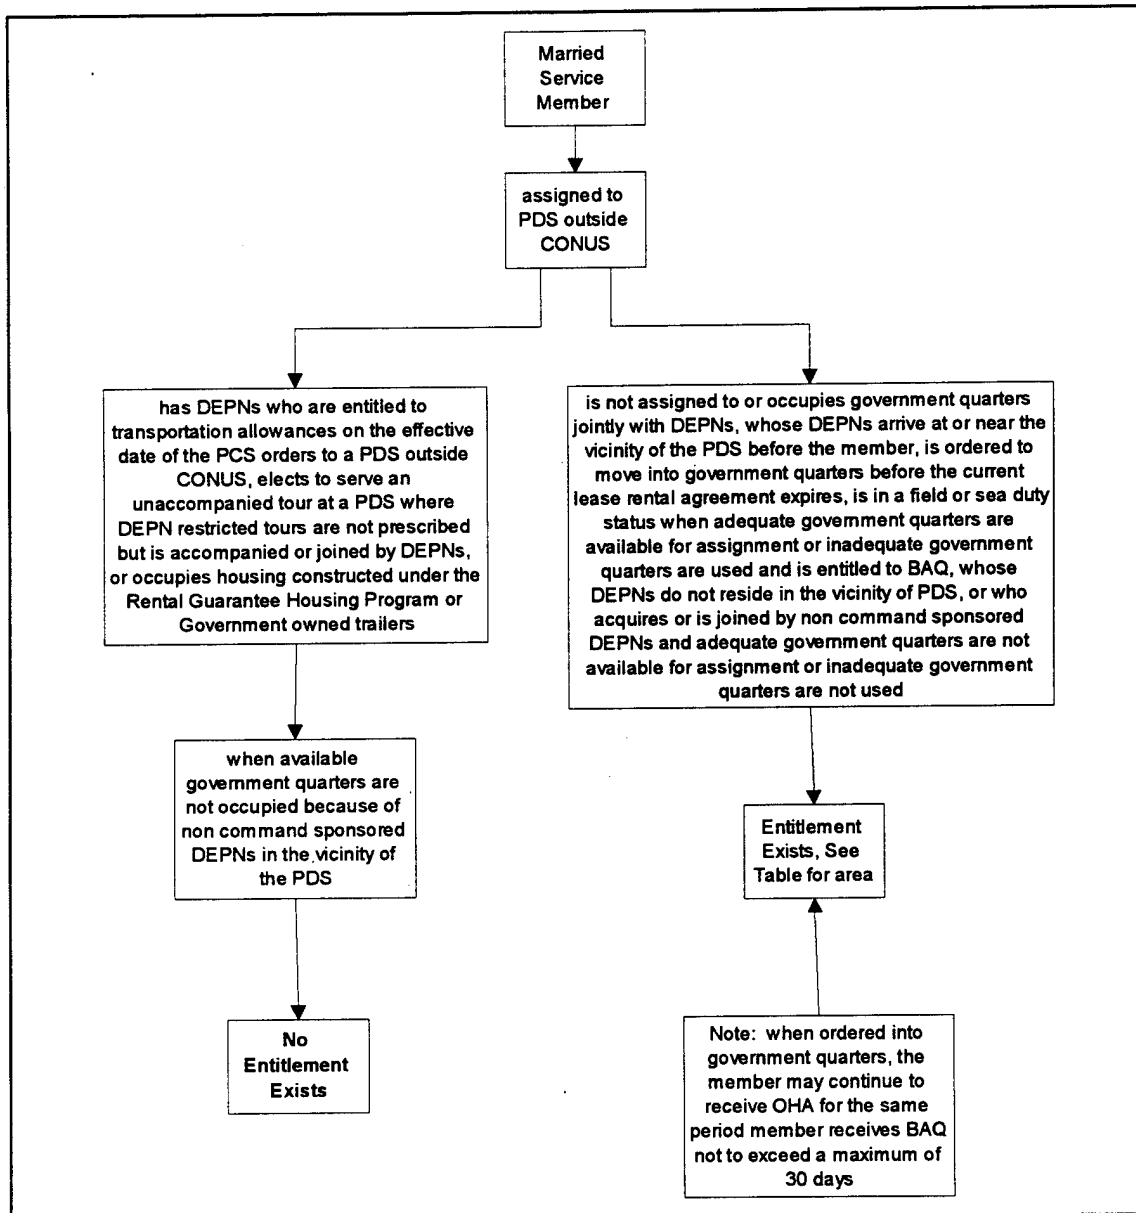 Married
Service
Member
assigned to
PDS outside
CONUS
has DEPNs who are entitled to
transportation allowances on the effective
date of the PCS orders to a PDS outside
CONUS, elects to serve an
unaccompanied tour at a PDS where
DEPN restricted tours are not prescribed
but is accompanied or joined by DEPNs,
or occupies housing constructed under the
Rental Guarantee Housing Program or
Government owned trailers
is not assigned to or occupies government quarters
jointly with DEPNs, whose DEPNs arrive at or near the
vicinity of the PDS before the member, is ordered to
move into government quarters before the current
lease rental agreement expires, is in a field or sea duty
status when adequate government quarters are
available for assignment or inadequate government
quarters are used and is entitled to BAQ, whose
DEPNs do not reside in the vicinity of PDS, or who
acquires or is joined by non command sponsored
DEPNs and adequate government quarters are not
available for assignment or inadequate government
quarters are not used
when available
government quarters are
not occupied because of
non command sponsored
DEPNs in the vicinity of
the PDS
Entitlement
Exists, See
Table for area
No
Entitlement
Exists
Note: when ordered into
government quarters, the
member may continue to
receive OHA for the same
period member receives BAQ
not to exceed a maximum of
30 days